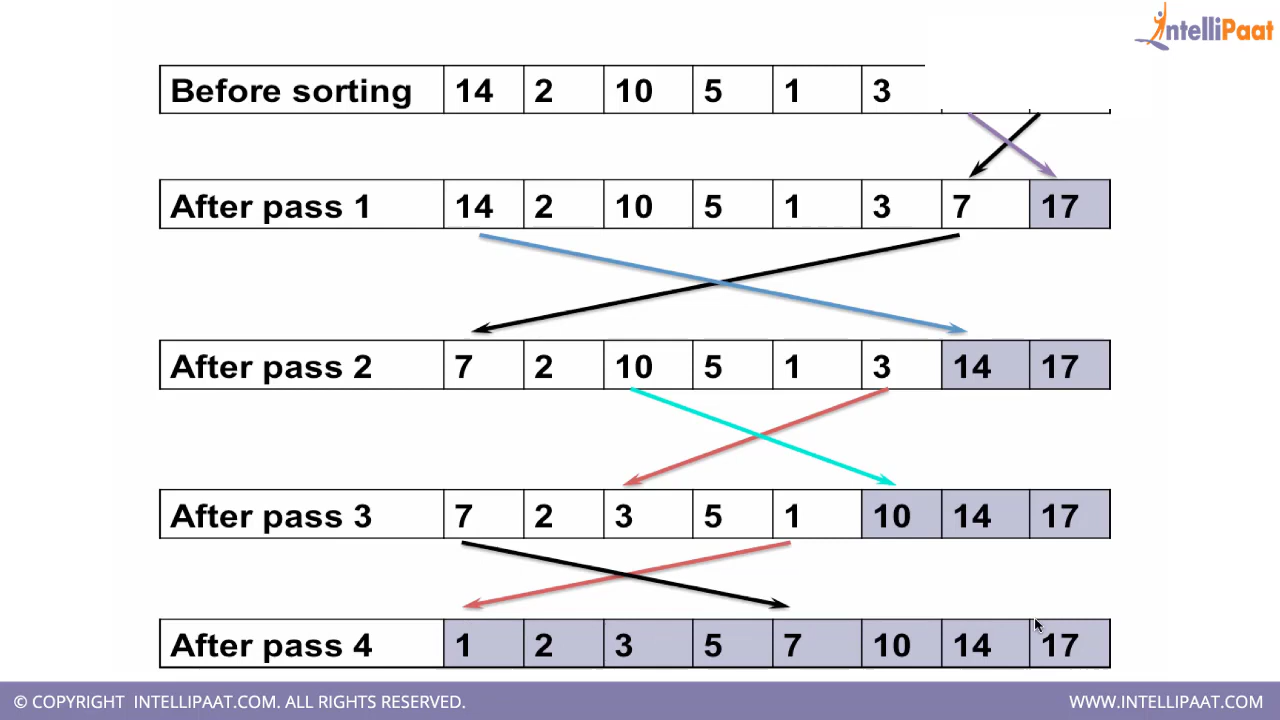 IntelliPaat
Before sorting 14 2 10 5 1 3
After pass 1 14 2 10 5 1 3 7 17
After pass 2 7 2 10 5 1 3 14 17
After pass 3 7 2 3 5 1 10 14 17
After pass 4 1 2 3 5 7 10 14 17
© COPYRIGHT INTELLIPAAT.COM. ALL RIGHTS RESERVED. WWW.INTELLIPAAT.COM